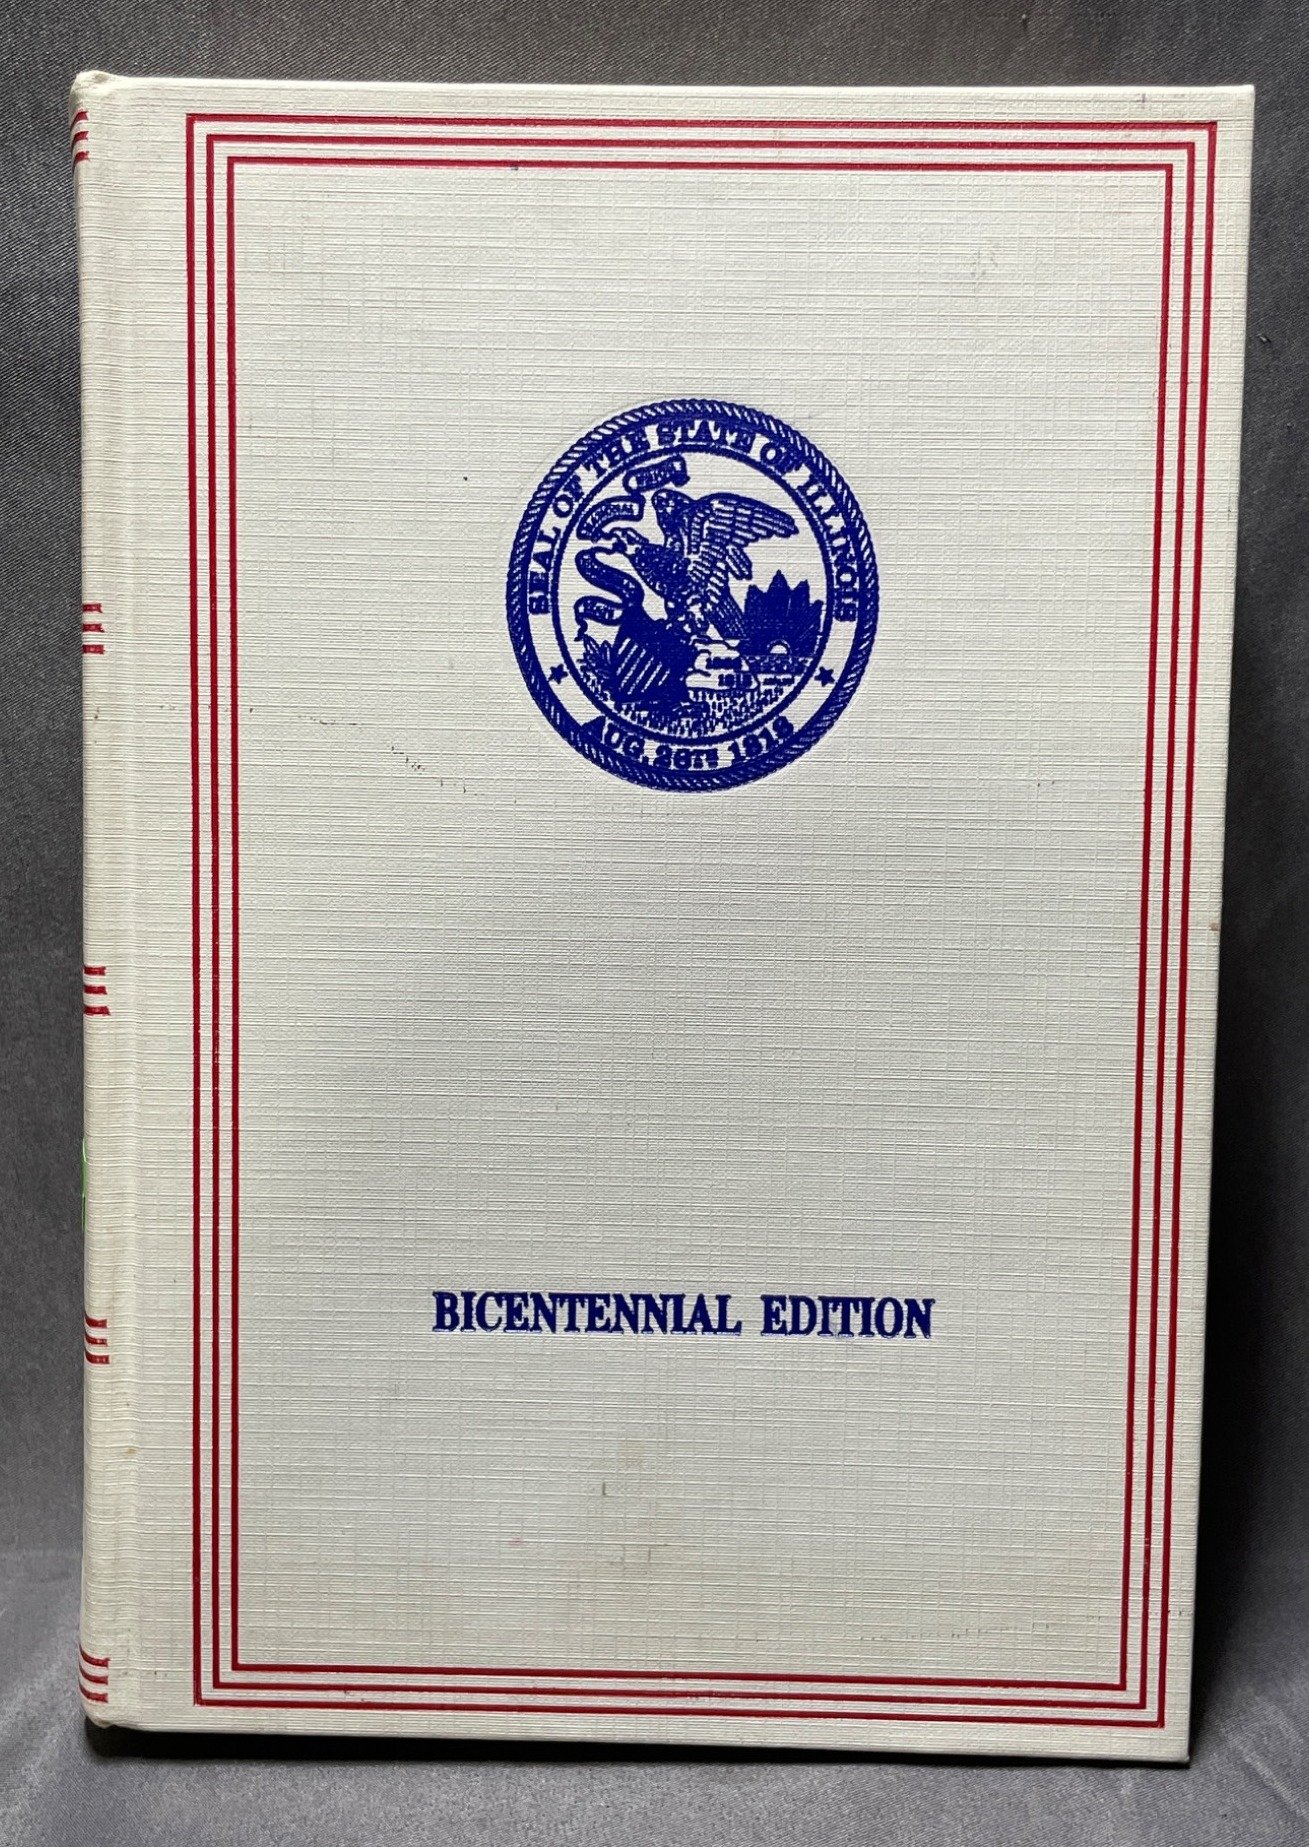 SEAL OF THE STATE OF ILLINOIS
AUG. 26TH 1818
BICENTENNIAL EDITION